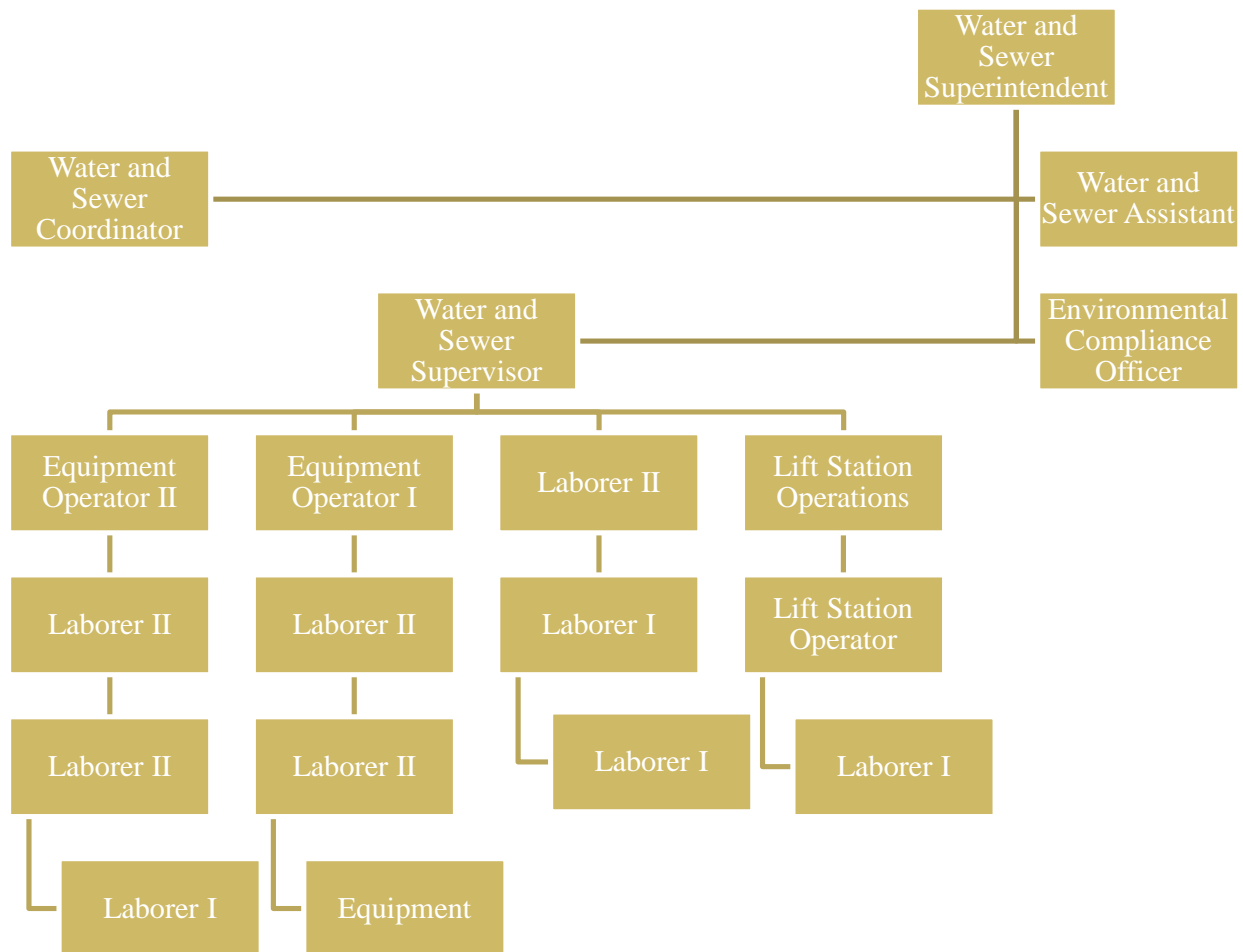 Water and
Sewer
Superintendent
Water and
Sewer
Coordinator
Water and
Sewer Assistant
Water and
Sewer
Supervisor
Environmental
Compliance
Officer
Equipment
Operator II
Equipment
Operator I
Laborer II
Lift Station
Operations
Laborer II
Laborer II
Laborer I
Lift Station
Operator
Laborer II
Laborer II
Laborer I
Laborer I
Laborer I
Equipment